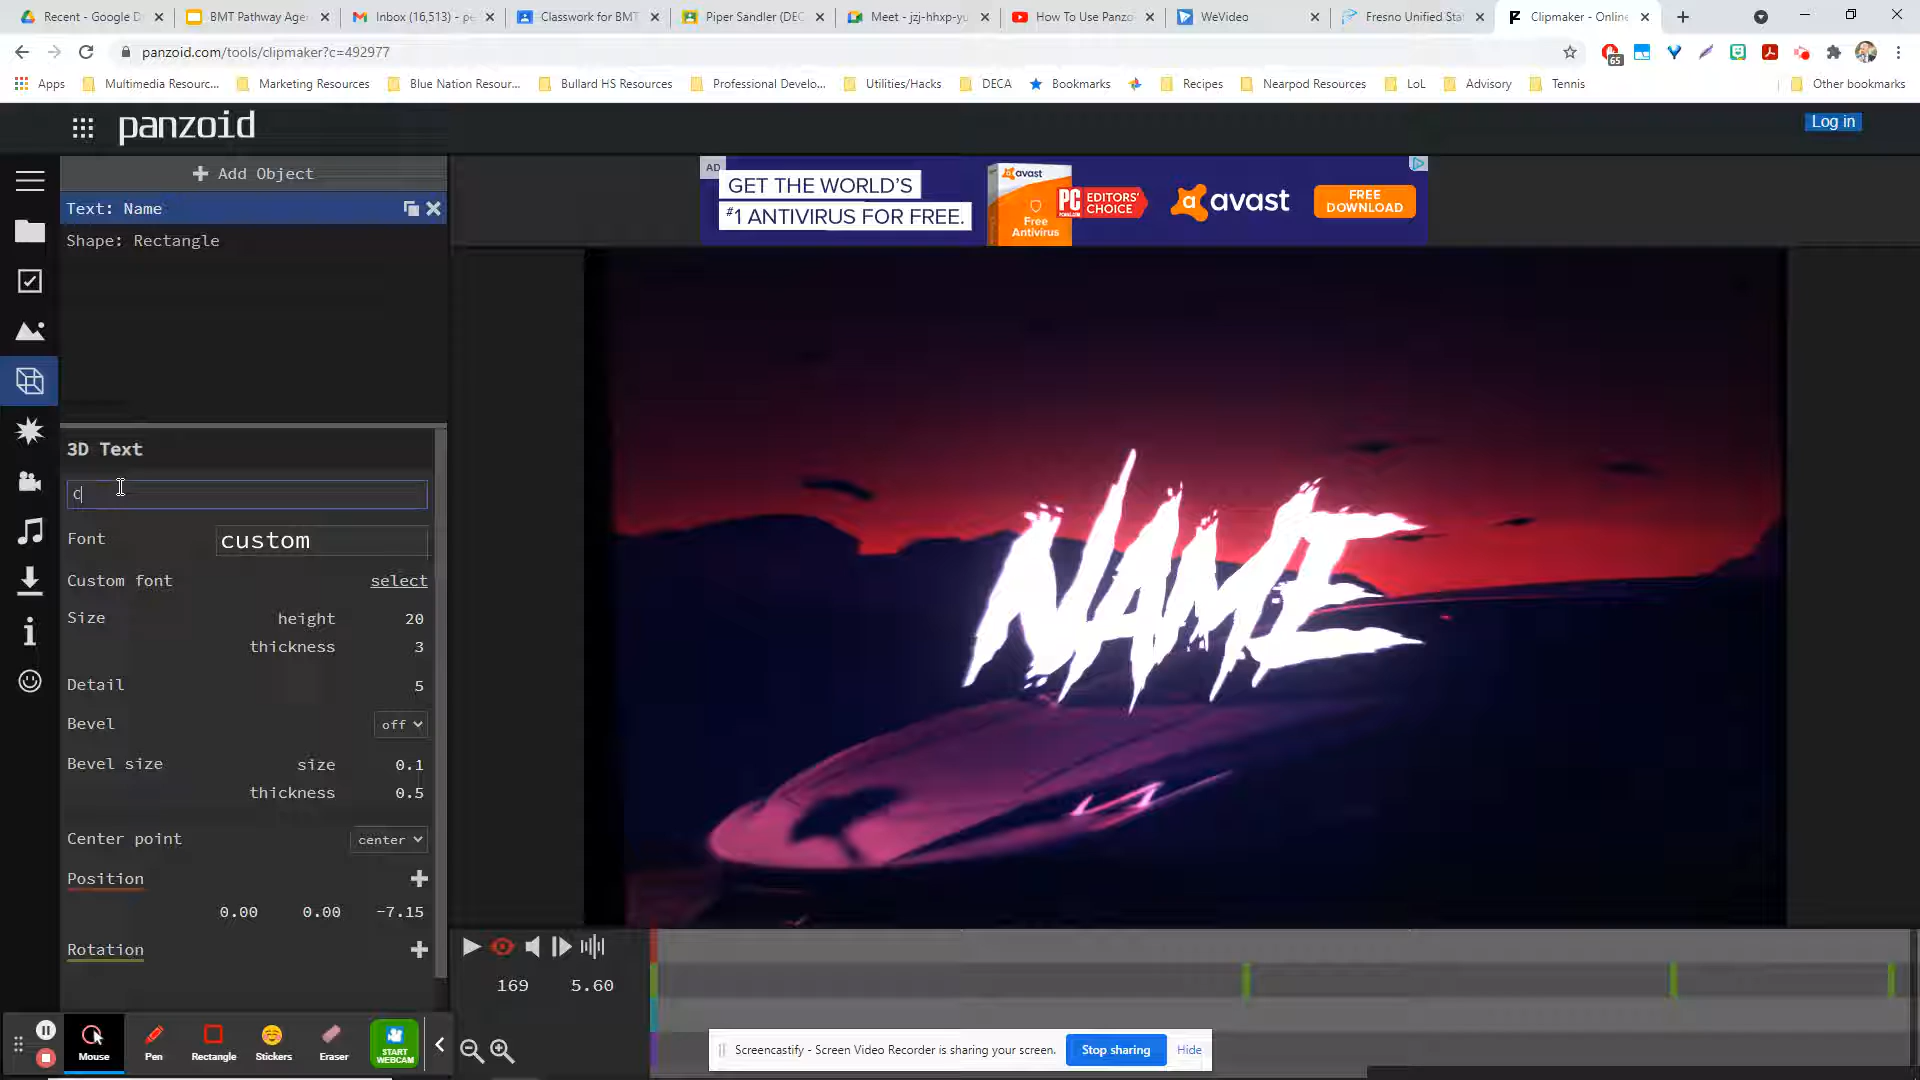 Recent - Google D
BMT Pathway Age
Inbox (16,513) - pe
Classwork for BMT
Piper Sandler (DEC
Meet - jzj-hhxp-yu
How To Use Panzo
WeVideo
Fresno Unified Sta
Clipmaker - Online
panzoid.com/tools/clipmaker?c=492977
65
Apps
Multimedia Resourc...
Marketing Resources
Blue Nation Resour...
Bullard HS Resources
Professional Develo...
Utilities/Hacks
DECA
Bookmarks
Recipes
Nearpod Resources
LoL
Advisory
Tennis
Other bookmarks
panzoid
Log in
Add Object
Text: Name
Shape: Rectangle
AD
GET THE WORLD'S
#1 ANTIVIRUS FOR FREE.
avast
Free
Antivirus
PC
EDITORS'
CHOICE
avast
FREE
DOWNLOAD
3D Text
C
Font custom
Custom font select
Size height 20
thickness 3
Detail 5
Bevel off
Bevel size size 0.1
thickness 0.5
Center point center
Position
0.00 0.00 -7.15
Rotation
NAME
169 5.60
Mouse
Pen
Rectangle
Stickers
Eraser
START
WEBCAM
Screencastify - Screen Video Recorder is sharing your screen.
Stop sharing
Hide